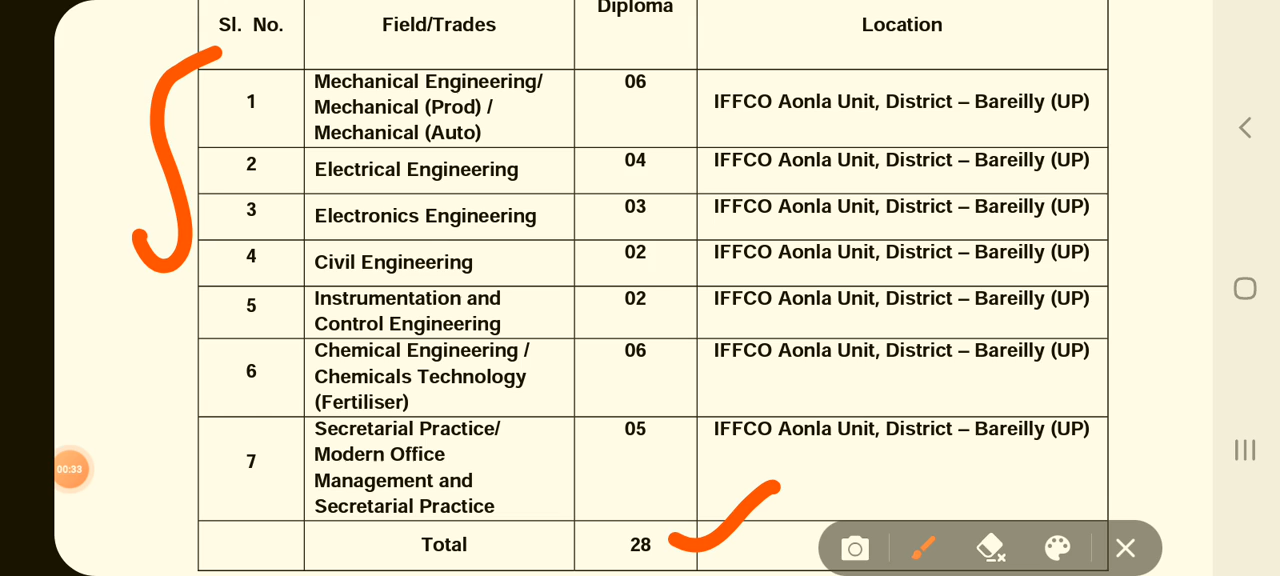 Diploma
Sl. No. Field/Trades Location
1 Mechanical Engineering/ Mechanical (Prod) / Mechanical (Auto) 06 IFFCO Aonla Unit, District – Bareilly (UP)
2 Electrical Engineering 04 IFFCO Aonla Unit, District – Bareilly (UP)
3 Electronics Engineering 03 IFFCO Aonla Unit, District – Bareilly (UP)
4 Civil Engineering 02 IFFCO Aonla Unit, District – Bareilly (UP)
5 Instrumentation and Control Engineering 02 IFFCO Aonla Unit, District – Bareilly (UP)
6 Chemical Engineering / Chemicals Technology (Fertiliser) 06 IFFCO Aonla Unit, District – Bareilly (UP)
7 Secretarial Practice/ Modern Office Management and Secretarial Practice 05 IFFCO Aonla Unit, District – Bareilly (UP)
Total 28
00:33